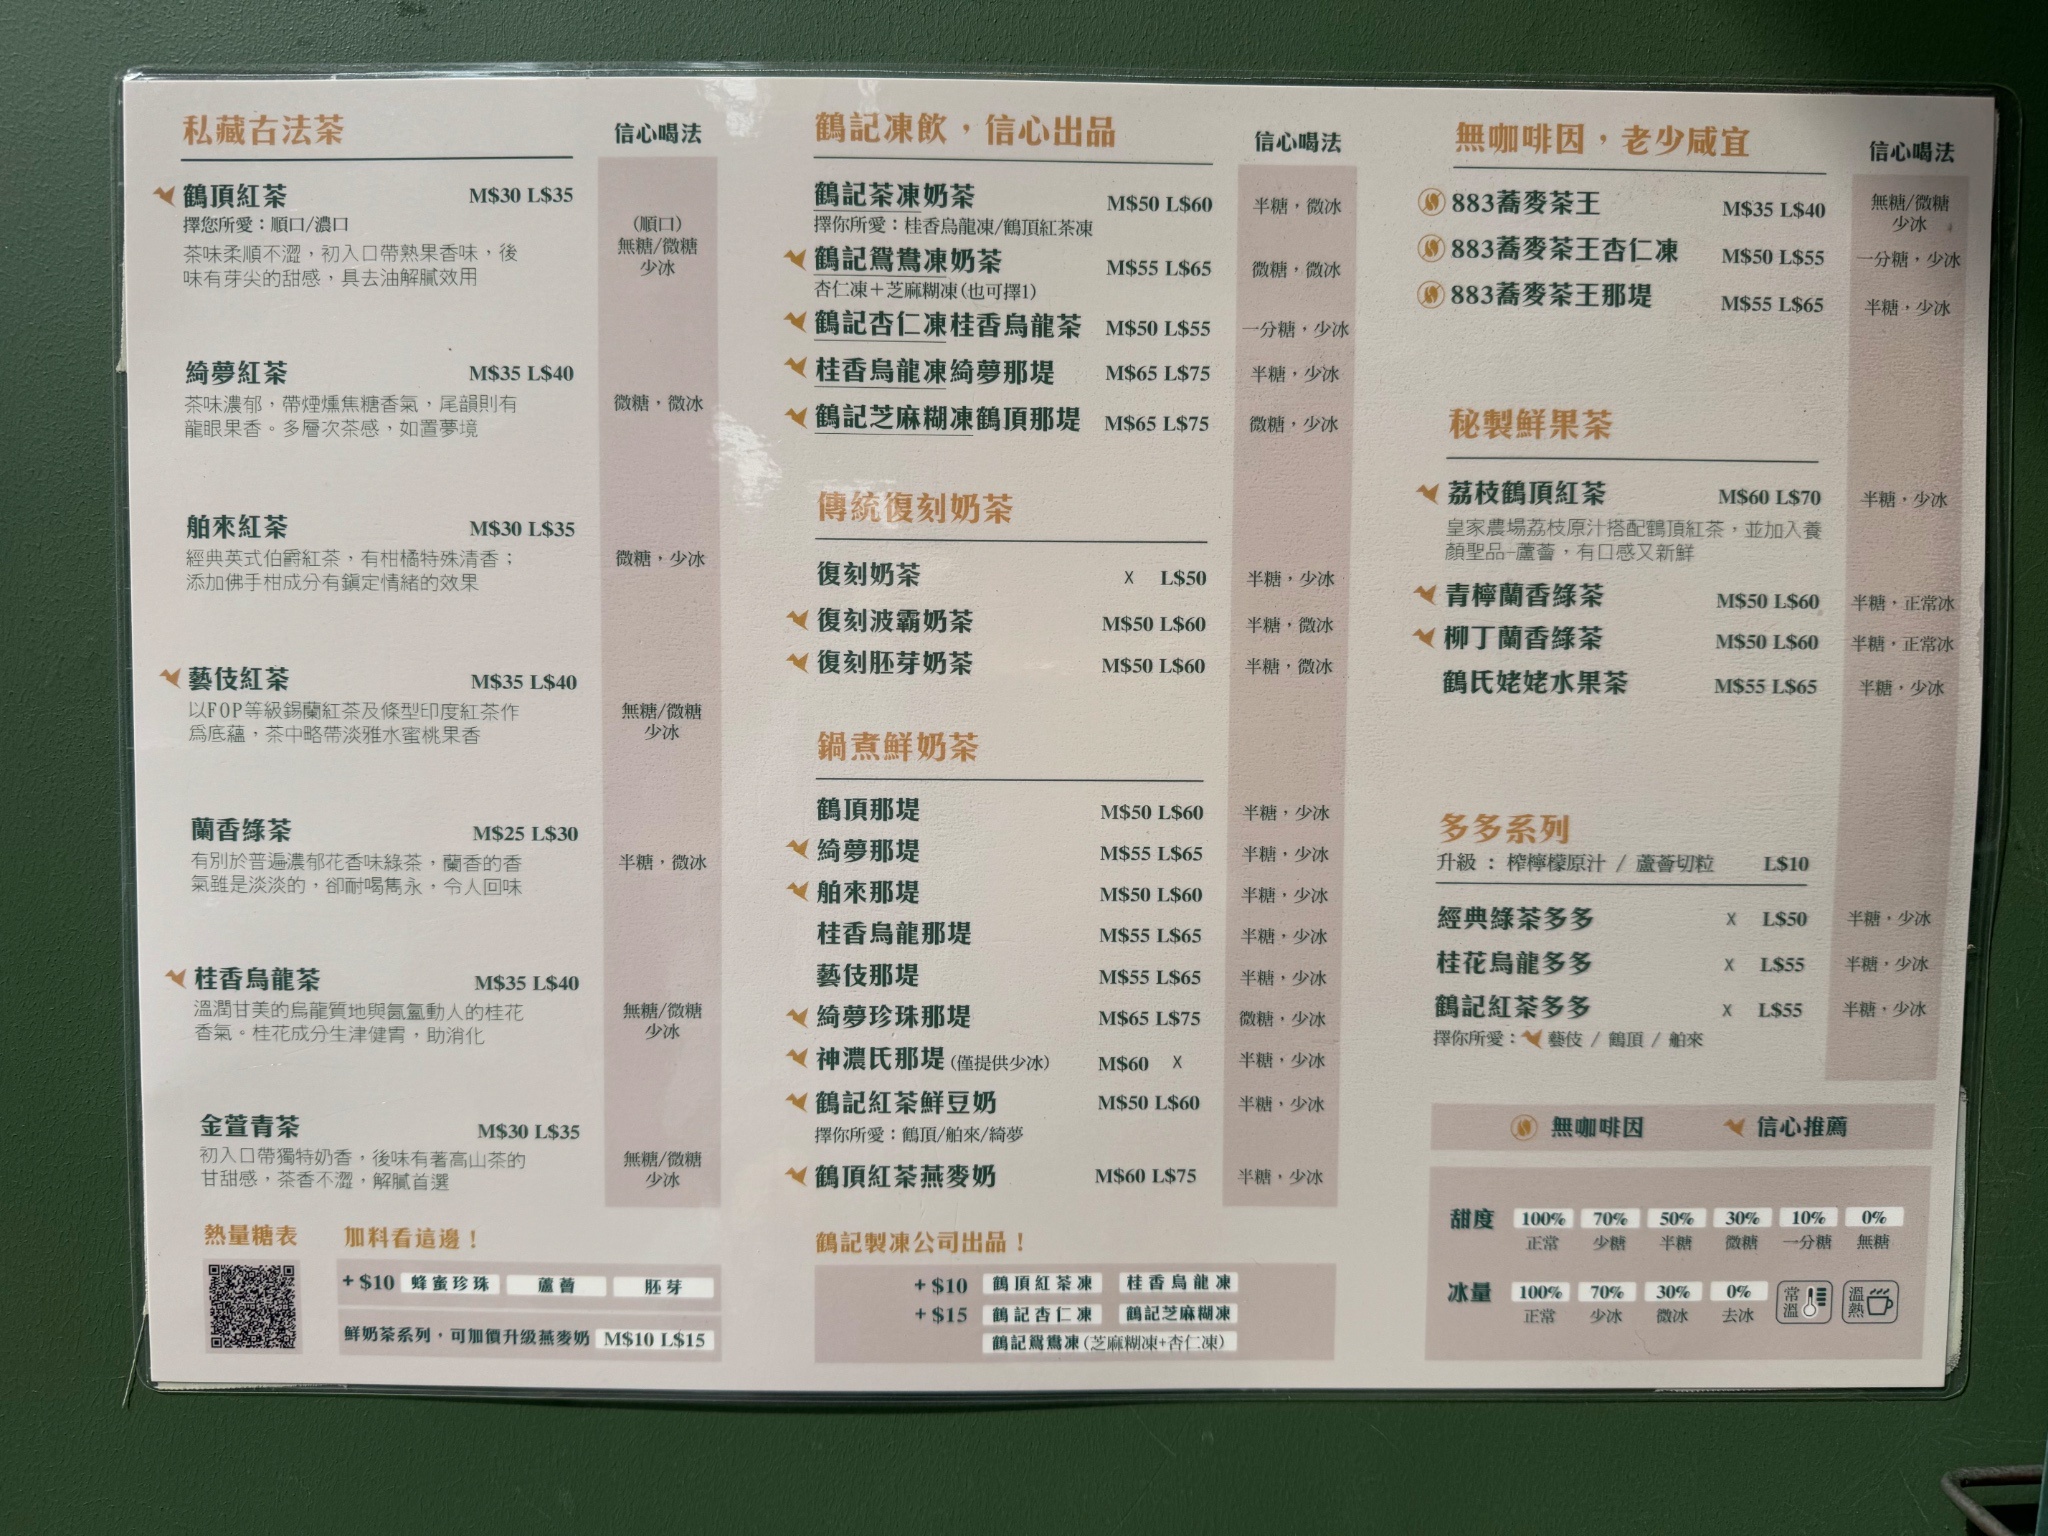 私藏古法茶
信心喝法
鶴頂紅茶 M$30 L$35
擇您所愛：順口/濃口
茶味柔順不澀，初入口帶熟果香味，後
味有芽尖的甜感，具去油解膩效用
(順口)
無糖/微糖
少冰
綺夢紅茶 M$35 L$40
茶味濃郁，帶煙燻焦糖香氣，尾韻則有
龍眼果香。多層次茶感，如置夢境
微糖，微冰
舶來紅茶 M$30 L$35
經典英式伯爵紅茶，有柑橘特殊清香；
添加佛手柑成分有鎮定情緒的效果
微糖，少冰
藝伎紅茶 M$35 L$40
以FOP等級錫蘭紅茶及條型印度紅茶作
為底蘊，茶中略帶淡雅水蜜桃果香
無糖/微糖
少冰
蘭香綠茶 M$25 L$30
有別於普遍濃郁花香味綠茶，蘭香的香
氣雖是淡淡的，卻耐喝雋永，令人回味
半糖，微冰
桂香烏龍茶 M$35 L$40
溫潤甘美的烏龍質地與氤氳動人的桂花
香氣。桂花成分生津健胃，助消化
無糖/微糖
少冰
金萱青茶 M$30 L$35
初入口帶獨特奶香，後味有著高山茶的
甘甜感，茶香不澀，解膩首選
無糖/微糖
少冰
熱量糖表
加料看這邊！
+$10 蜂蜜珍珠 蘆薈 胚芽
鮮奶茶系列，可加價升級燕麥奶 M$10 L$15
鶴記凍飲，信心出品
信心喝法
鶴記茶凍奶茶 M$50 L$60 半糖，微冰
擇你所愛：桂香烏龍凍/鶴頂紅茶凍
鶴記鴛鴦凍奶茶 M$55 L$65 微糖，微冰
杏仁凍＋芝麻糊凍(也可擇1)
鶴記杏仁凍桂香烏龍茶 M$50 L$55 一分糖，少冰
桂香烏龍凍綺夢那堤 M$65 L$75 半糖，少冰
鶴記芝麻糊凍鶴頂那堤 M$65 L$75 微糖，少冰
傳統復刻奶茶
復刻奶茶 X L$50 半糖，少冰
復刻波霸奶茶 M$50 L$60 半糖，微冰
復刻胚芽奶茶 M$50 L$60 半糖，微冰
鍋煮鮮奶茶
鶴頂那堤 M$50 L$60 半糖，少冰
綺夢那堤 M$55 L$65 半糖，少冰
舶來那堤 M$50 L$60 半糖，少冰
桂香烏龍那堤 M$55 L$65 半糖，少冰
藝伎那堤 M$55 L$65 半糖，少冰
綺夢珍珠那堤 M$65 L$75 微糖，少冰
神濃氏那堤(僅提供少冰) M$60 X 半糖，少冰
鶴記紅茶鮮豆奶 M$50 L$60 半糖，少冰
擇你所愛：鶴頂/舶來/綺夢
鶴頂紅茶燕麥奶 M$60 L$75 半糖，少冰
鶴記製凍公司出品！
+$10 鶴頂紅茶凍 桂香烏龍凍
+$15 鶴記杏仁凍 鶴記芝麻糊凍
鶴記鴛鴦凍(芝麻糊凍+杏仁凍)
無咖啡因，老少咸宜
信心喝法
883蕎麥茶王 M$35 L$40 無糖/微糖
少冰
883蕎麥茶王杏仁凍 M$50 L$55 一分糖，少冰
883蕎麥茶王那堤 M$55 L$65 半糖，少冰
秘製鮮果茶
荔枝鶴頂紅茶 M$60 L$70 半糖，少冰
皇家農場荔枝原汁搭配鶴頂紅茶，並加入養
顏聖品—蘆薈，有口感又新鮮
青檸蘭香綠茶 M$50 L$60 半糖，正常冰
柳丁蘭香綠茶 M$50 L$60 半糖，正常冰
鶴氏姥姥水果茶 M$55 L$65 半糖，少冰
多多系列
升級：榨檸檬原汁 / 蘆薈切粒 L$10
經典綠茶多多 X L$50 半糖，少冰
桂花烏龍多多 X L$55 半糖，少冰
鶴記紅茶多多 X L$55 半糖，少冰
擇你所愛：藝伎 / 鶴頂 / 舶來
無咖啡因 信心推薦
甜度 100% 70% 50% 30% 10% 0%
正常 少糖 半糖 微糖 一分糖 無糖
冰量 100% 70% 30% 0% 常溫 溫熱
正常 少冰 微冰 去冰